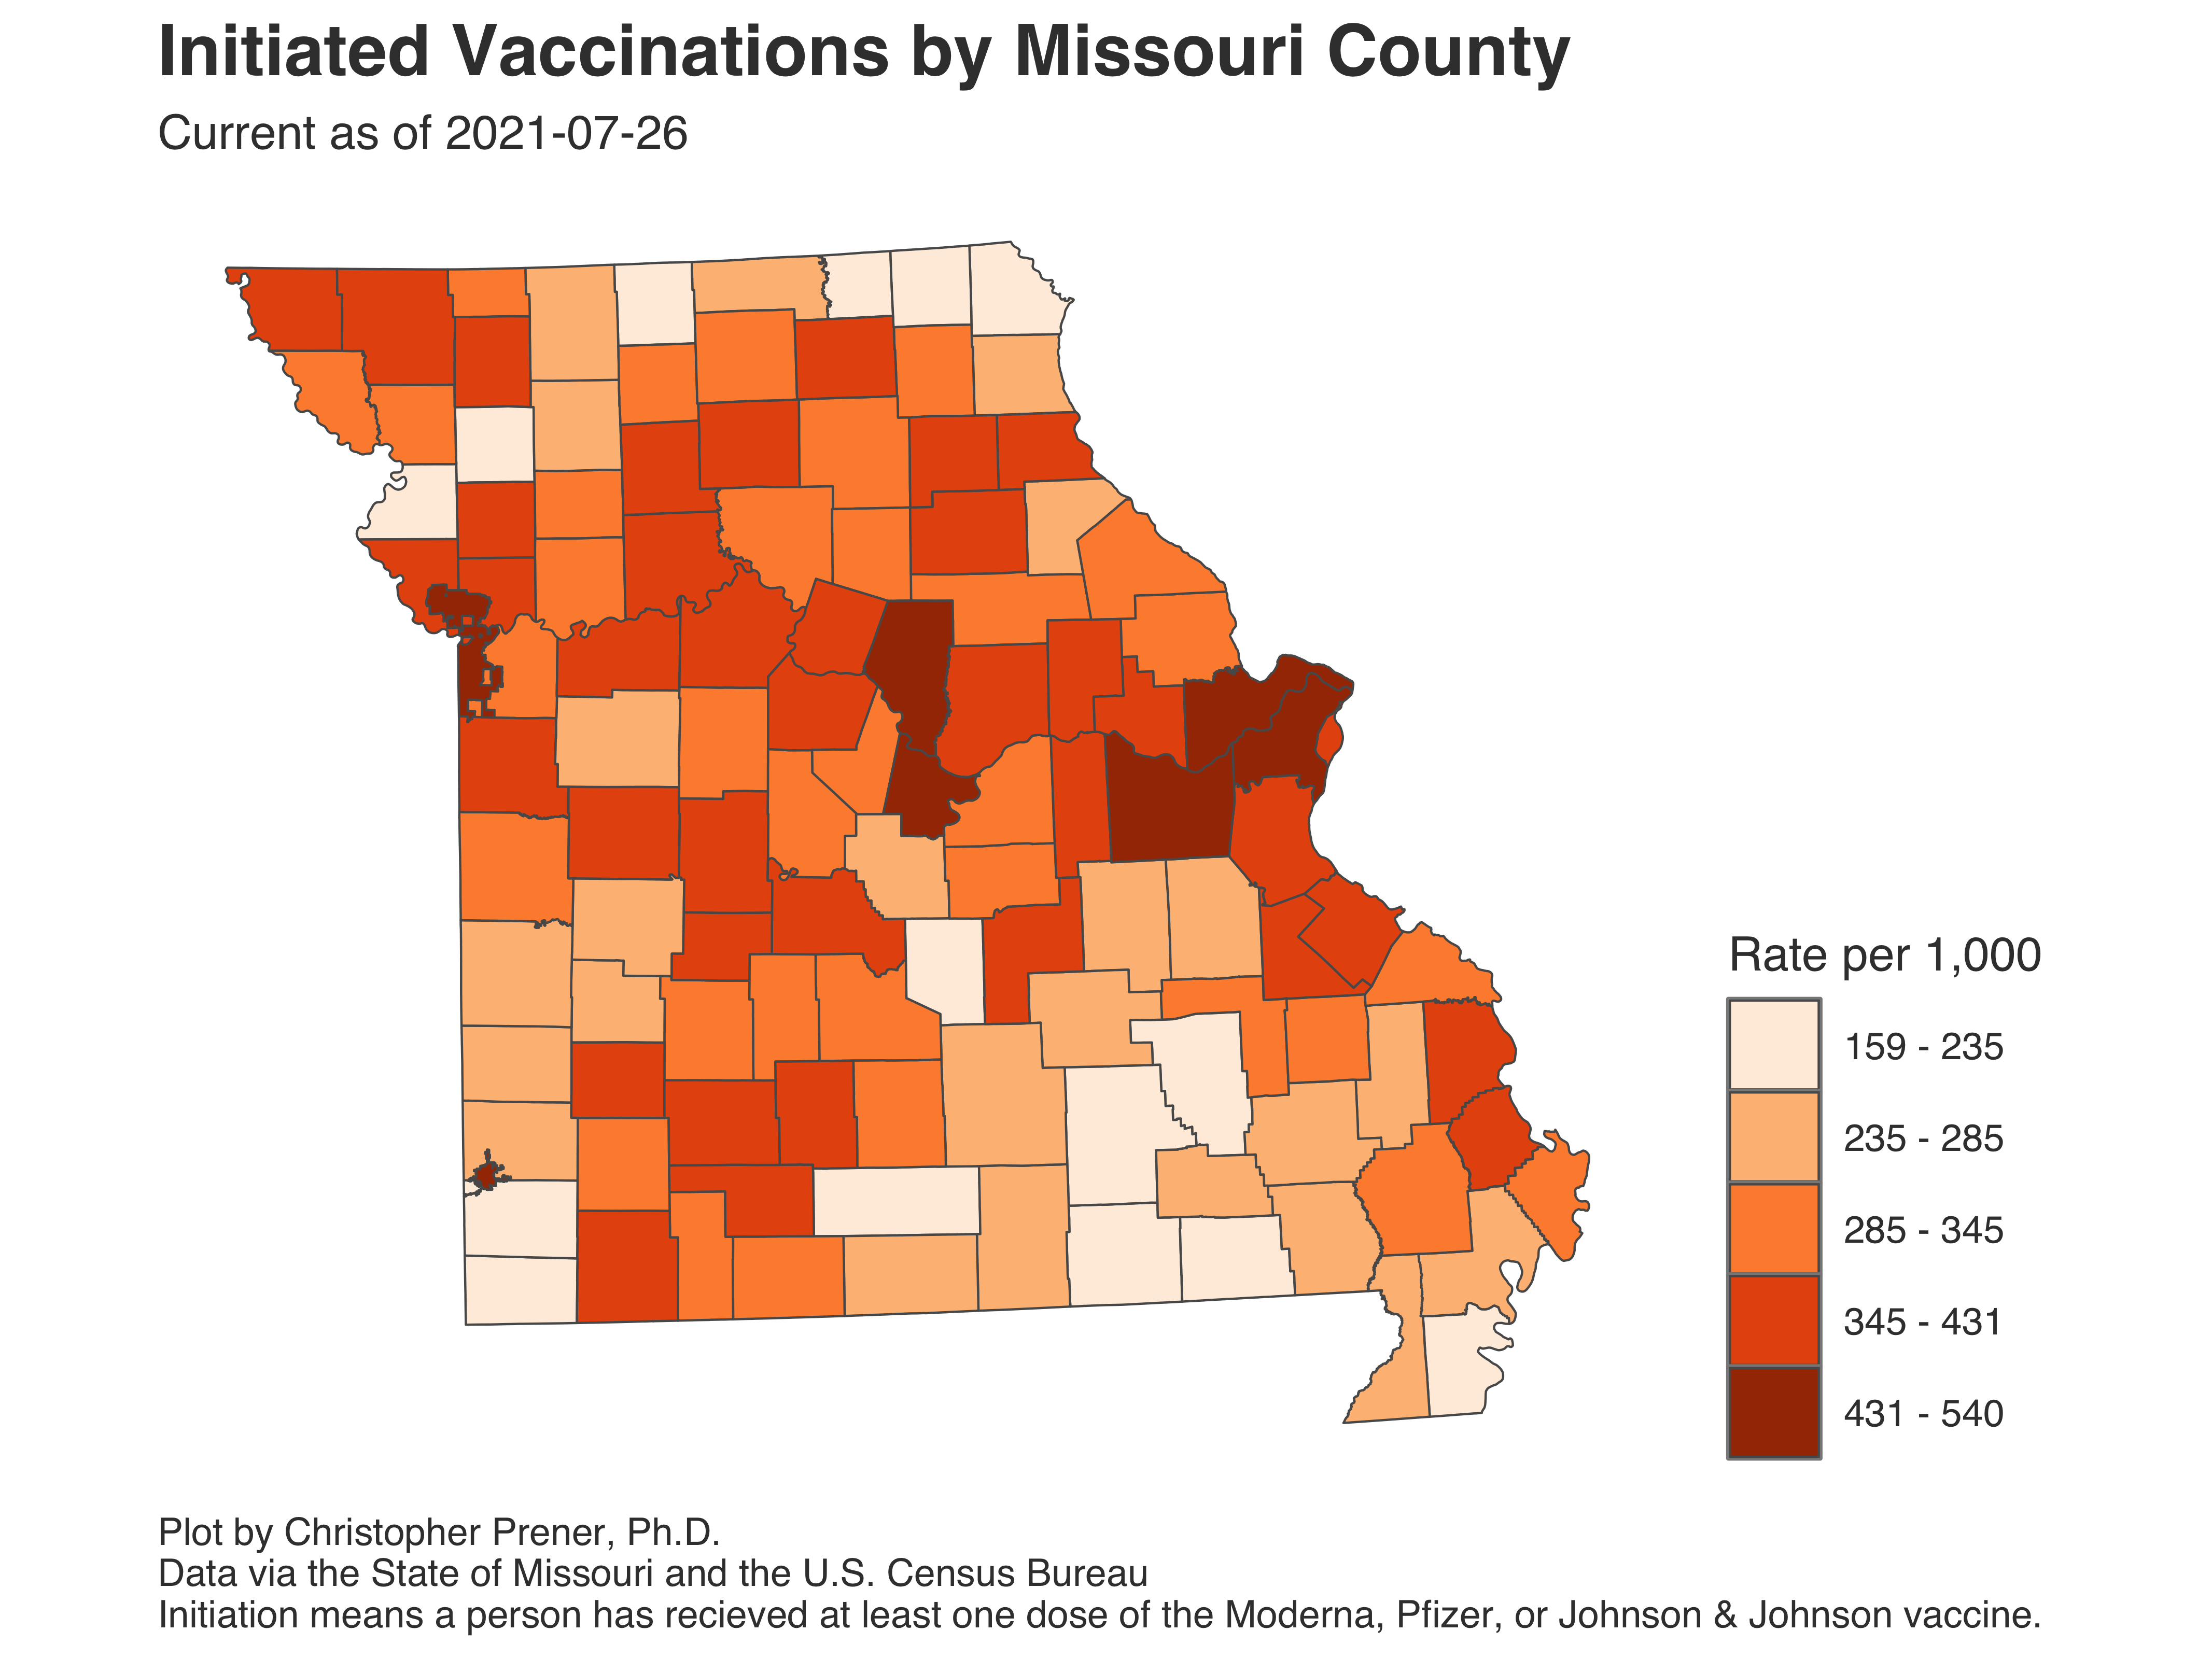 Initiated Vaccinations by Missouri County
Current as of 2021-07-26
Rate per 1,000
159 - 235
235 - 285
285 - 345
345 - 431
431 - 540
Plot by Christopher Prener, Ph.D.
Data via the State of Missouri and the U.S. Census Bureau
Initiation means a person has recieved at least one dose of the Moderna, Pfizer, or Johnson & Johnson vaccine.